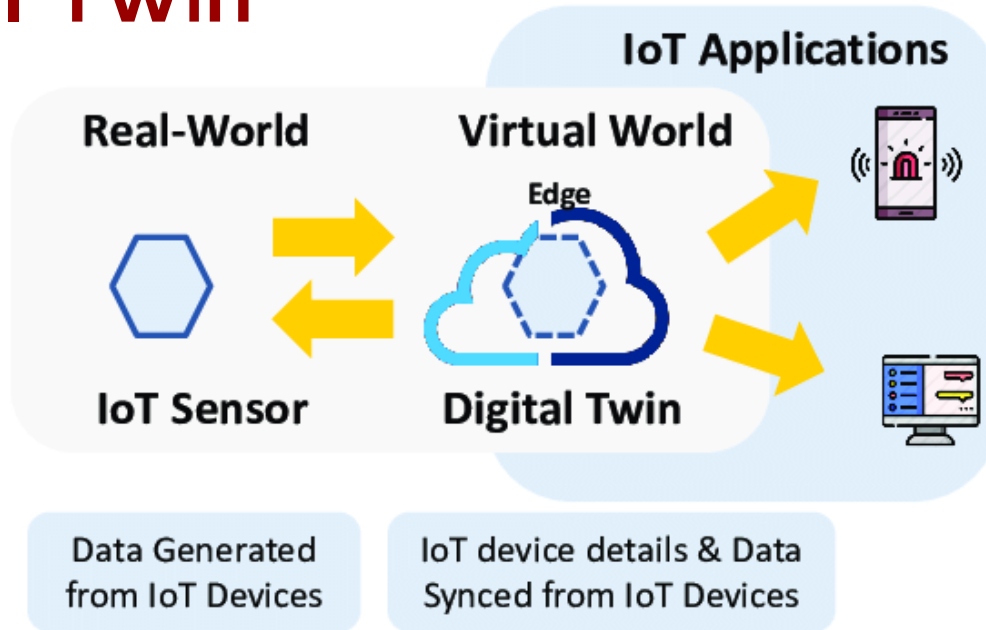 Twin
IoT Applications
Real-World
Virtual World
Edge
IoT Sensor
Digital Twin
Data Generated
from IoT Devices
IoT device details & Data
Synced from IoT Devices